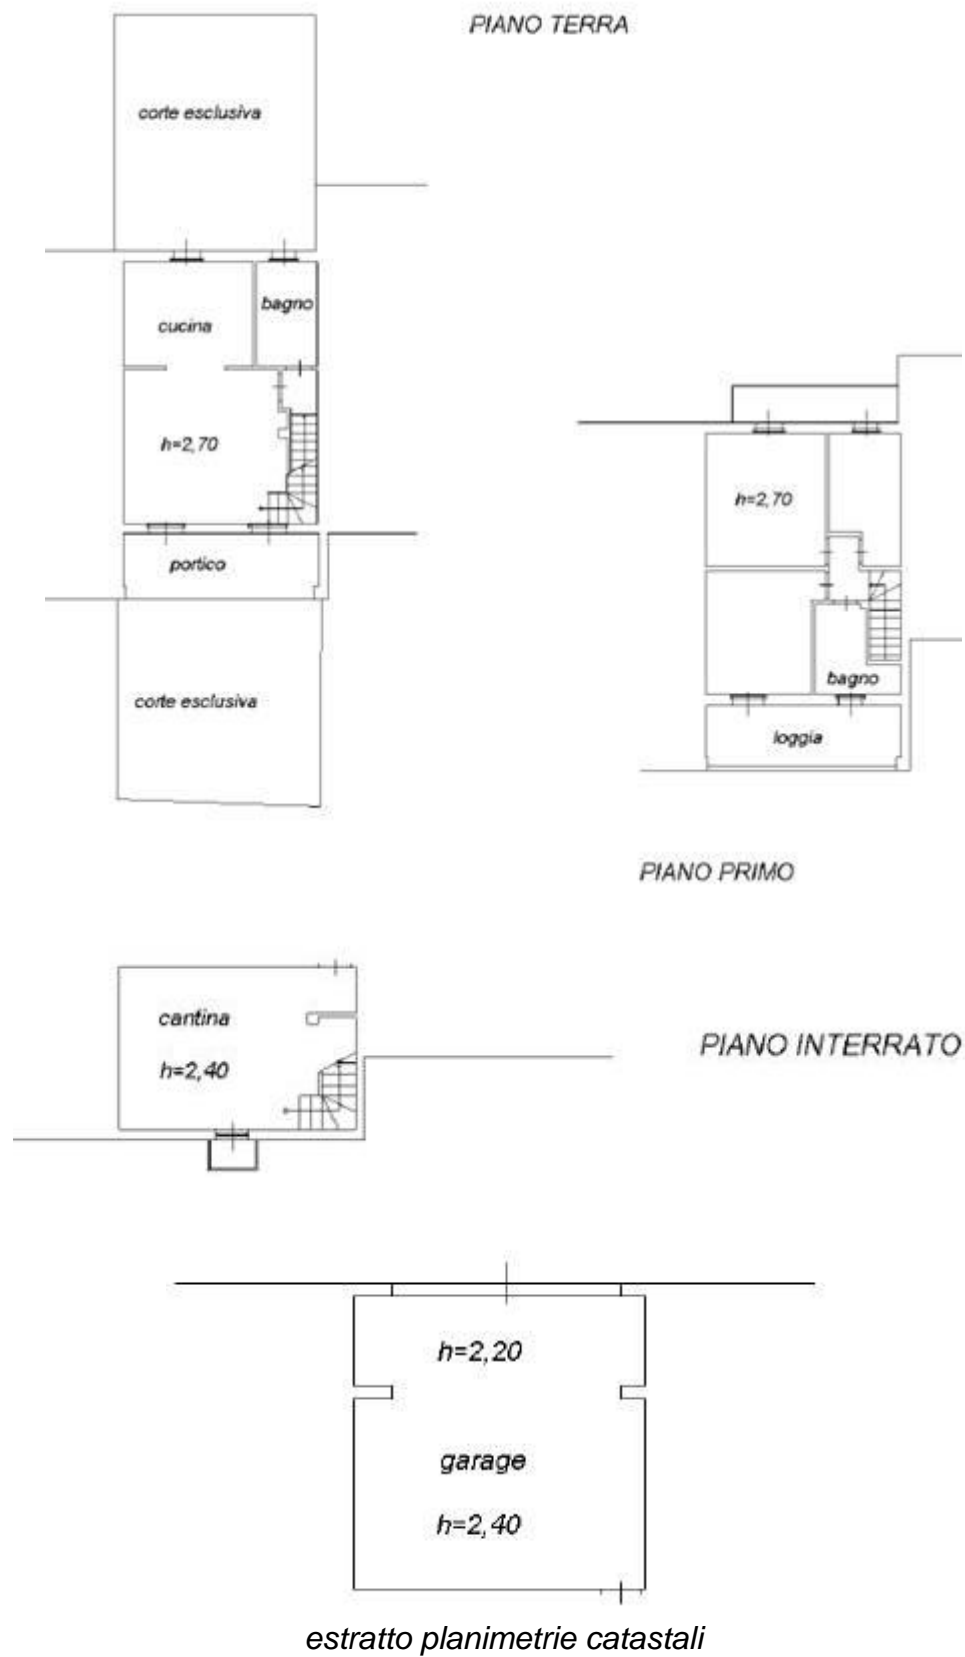 PIANO TERRA
corte esclusiva
bagno
cucina
h=2,70
portico
corte esclusiva
h=2,70
bagno
loggia
PIANO PRIMO
cantina
h=2,40
PIANO INTERRATO
h=2,20
garage
h=2,40
estratto planimetrie catastali